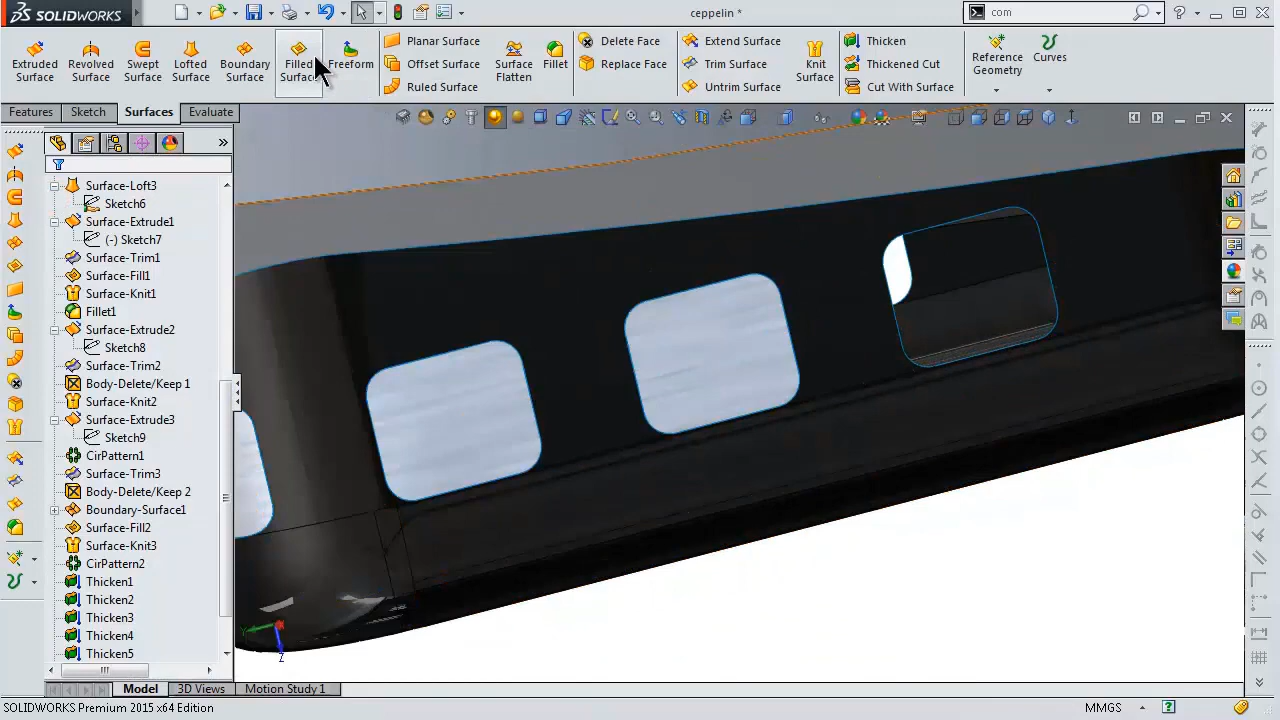 SOLIDWORKS
ceppelin *
com
Extruded Surface
Revolved Surface
Swept Surface
Lofted Surface
Boundary Surface
Filled Surface
Freeform
Planar Surface
Offset Surface
Ruled Surface
Surface Flatten
Fillet
Delete Face
Replace Face
Extend Surface
Trim Surface
Untrim Surface
Knit Surface
Thicken
Thickened Cut
Cut With Surface
Reference Geometry
Curves
Features
Sketch
Surfaces
Evaluate
Surface-Loft3
Sketch6
Surface-Extrude1
(-) Sketch7
Surface-Trim1
Surface-Fill1
Surface-Knit1
Fillet1
Surface-Extrude2
Sketch8
Surface-Trim2
Body-Delete/Keep 1
Surface-Knit2
Surface-Extrude3
Sketch9
CirPattern1
Surface-Trim3
Body-Delete/Keep 2
Boundary-Surface1
Surface-Fill2
Surface-Knit3
CirPattern2
Thicken1
Thicken2
Thicken3
Thicken4
Thicken5
Y
Z
Model
3D Views
Motion Study 1
SOLIDWORKS Premium 2015 x64 Edition
MMGS